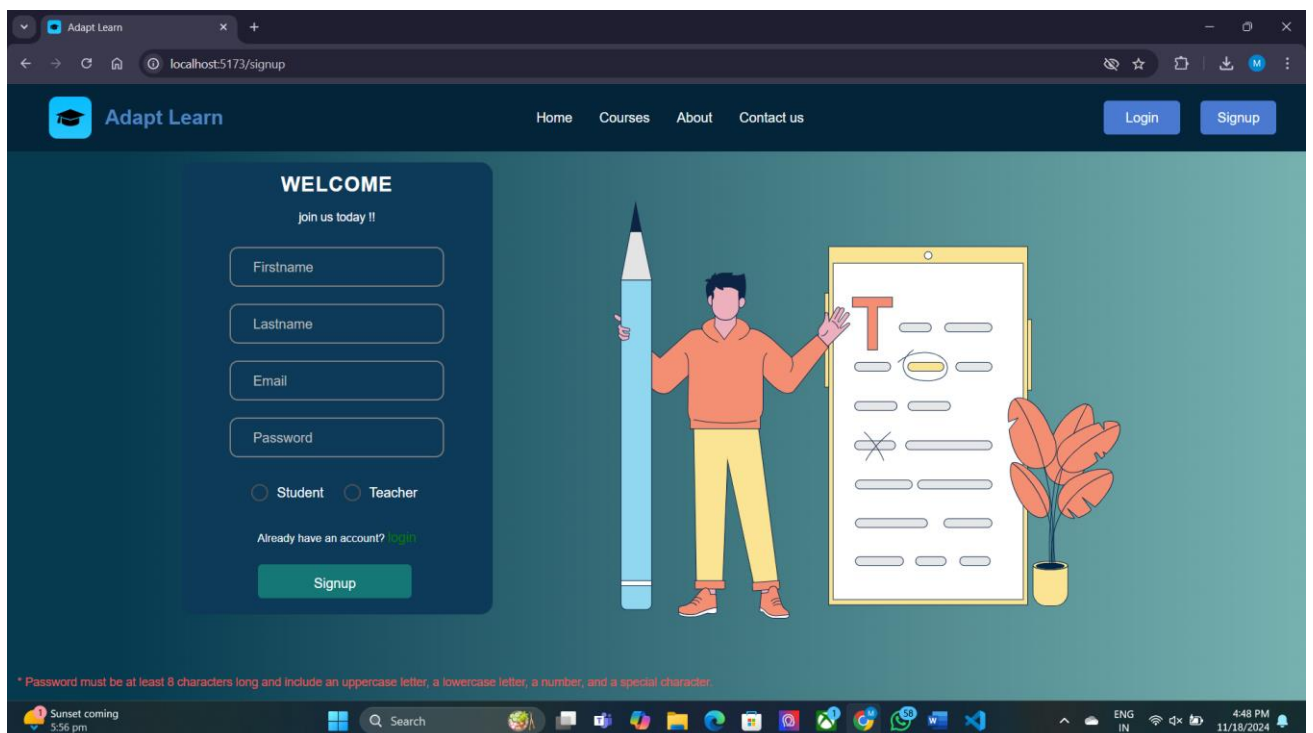 Adapt Learn
localhost:5173/signup
M
Adapt Learn
Home Courses About Contact us
Login Signup
WELCOME
join us today !!
Firstname
Lastname
Email
Password
Student Teacher
Already have an account? login
Signup
T
* Password must be at least 8 characters long and include an uppercase letter, a lowercase letter, a number, and a special character.
1
Sunset coming
5:56 pm
Search
1
58
ENG
IN
4:48 PM
11/18/2024